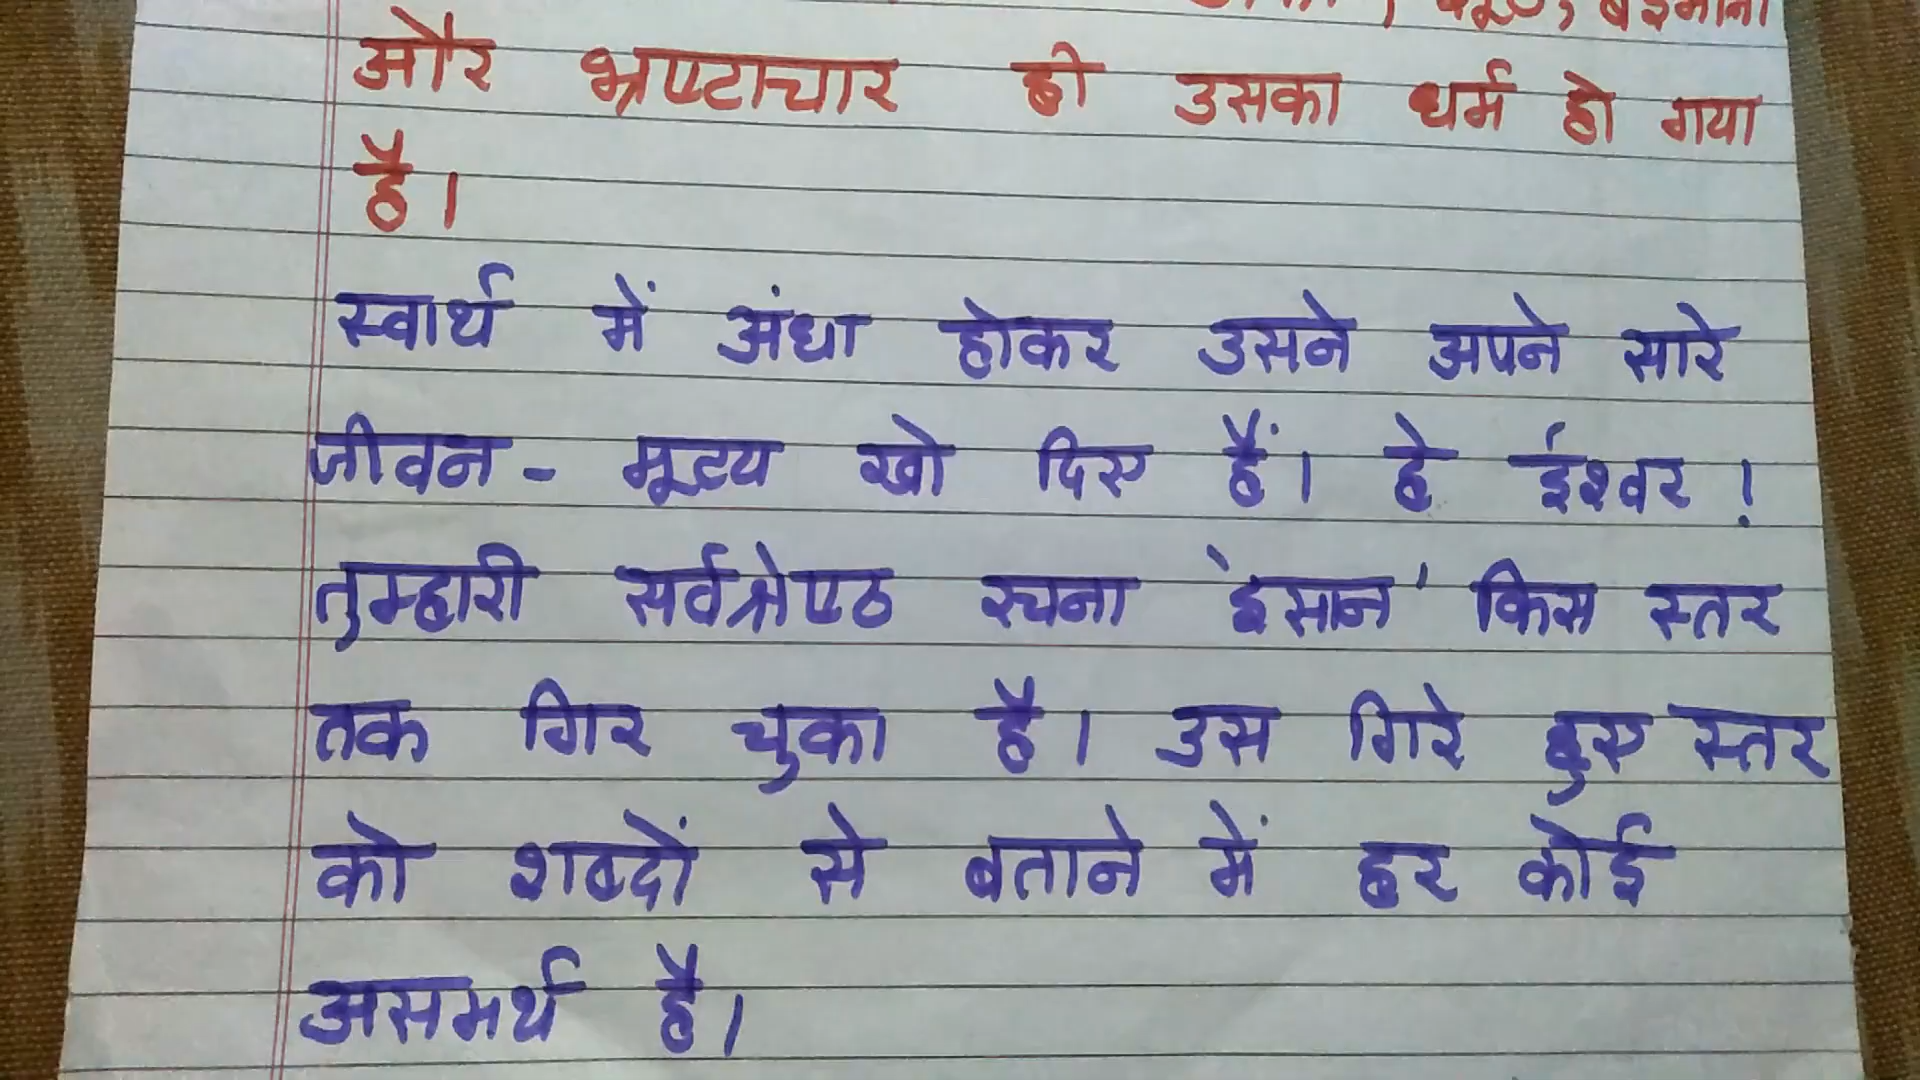 और भ्रष्टाचार ही उसका धर्म हो गया
है।
स्वार्थ में अंधा होकर उसने अपने सारे
जीवन - मूल्य खो दिए हैं। हे ईश्वर !
तुम्हारी सर्वश्रेष्ठ रचना 'इंसान' किस स्तर
तक गिर चुका है। उस गिरे हुए स्तर
को शब्दों से बताने में हर कोई
असमर्थ है।